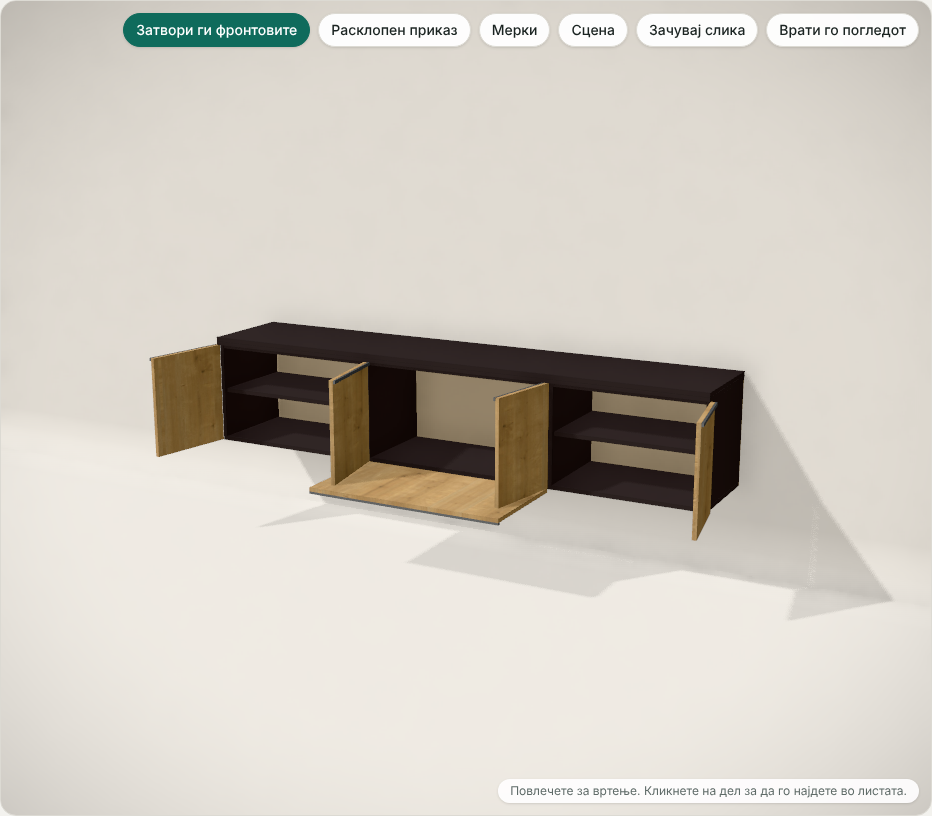 Затвори ги фронтовите
Расклопен приказ
Мерки
Сцена
Зачувај слика
Врати го погледот
Повлечете за вртење. Кликнете на дел за да го најдете во листата.